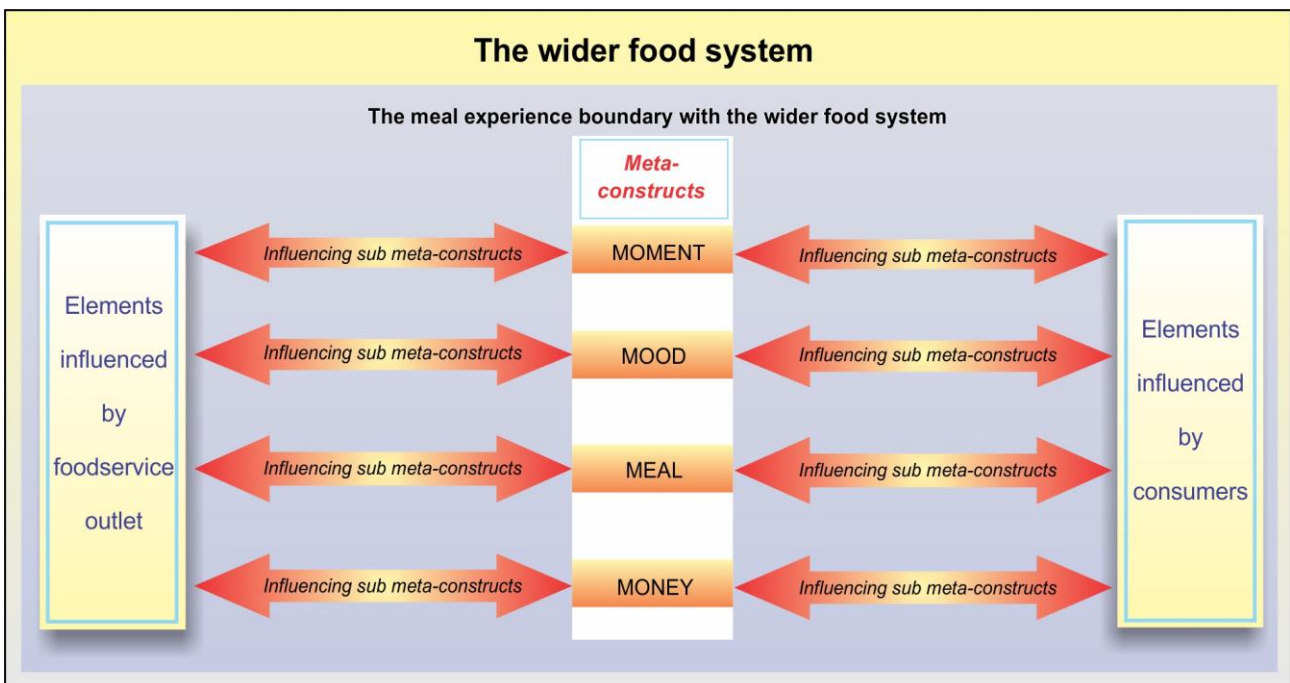 The wider food system
The meal experience boundary with the wider food system
Meta-
constructs
Elements
influenced
by
foodservice
outlet
Influencing sub meta-constructs
MOMENT
Influencing sub meta-constructs
Influencing sub meta-constructs
MOOD
Influencing sub meta-constructs
Influencing sub meta-constructs
MEAL
Influencing sub meta-constructs
Influencing sub meta-constructs
MONEY
Influencing sub meta-constructs
Elements
influenced
by
consumers